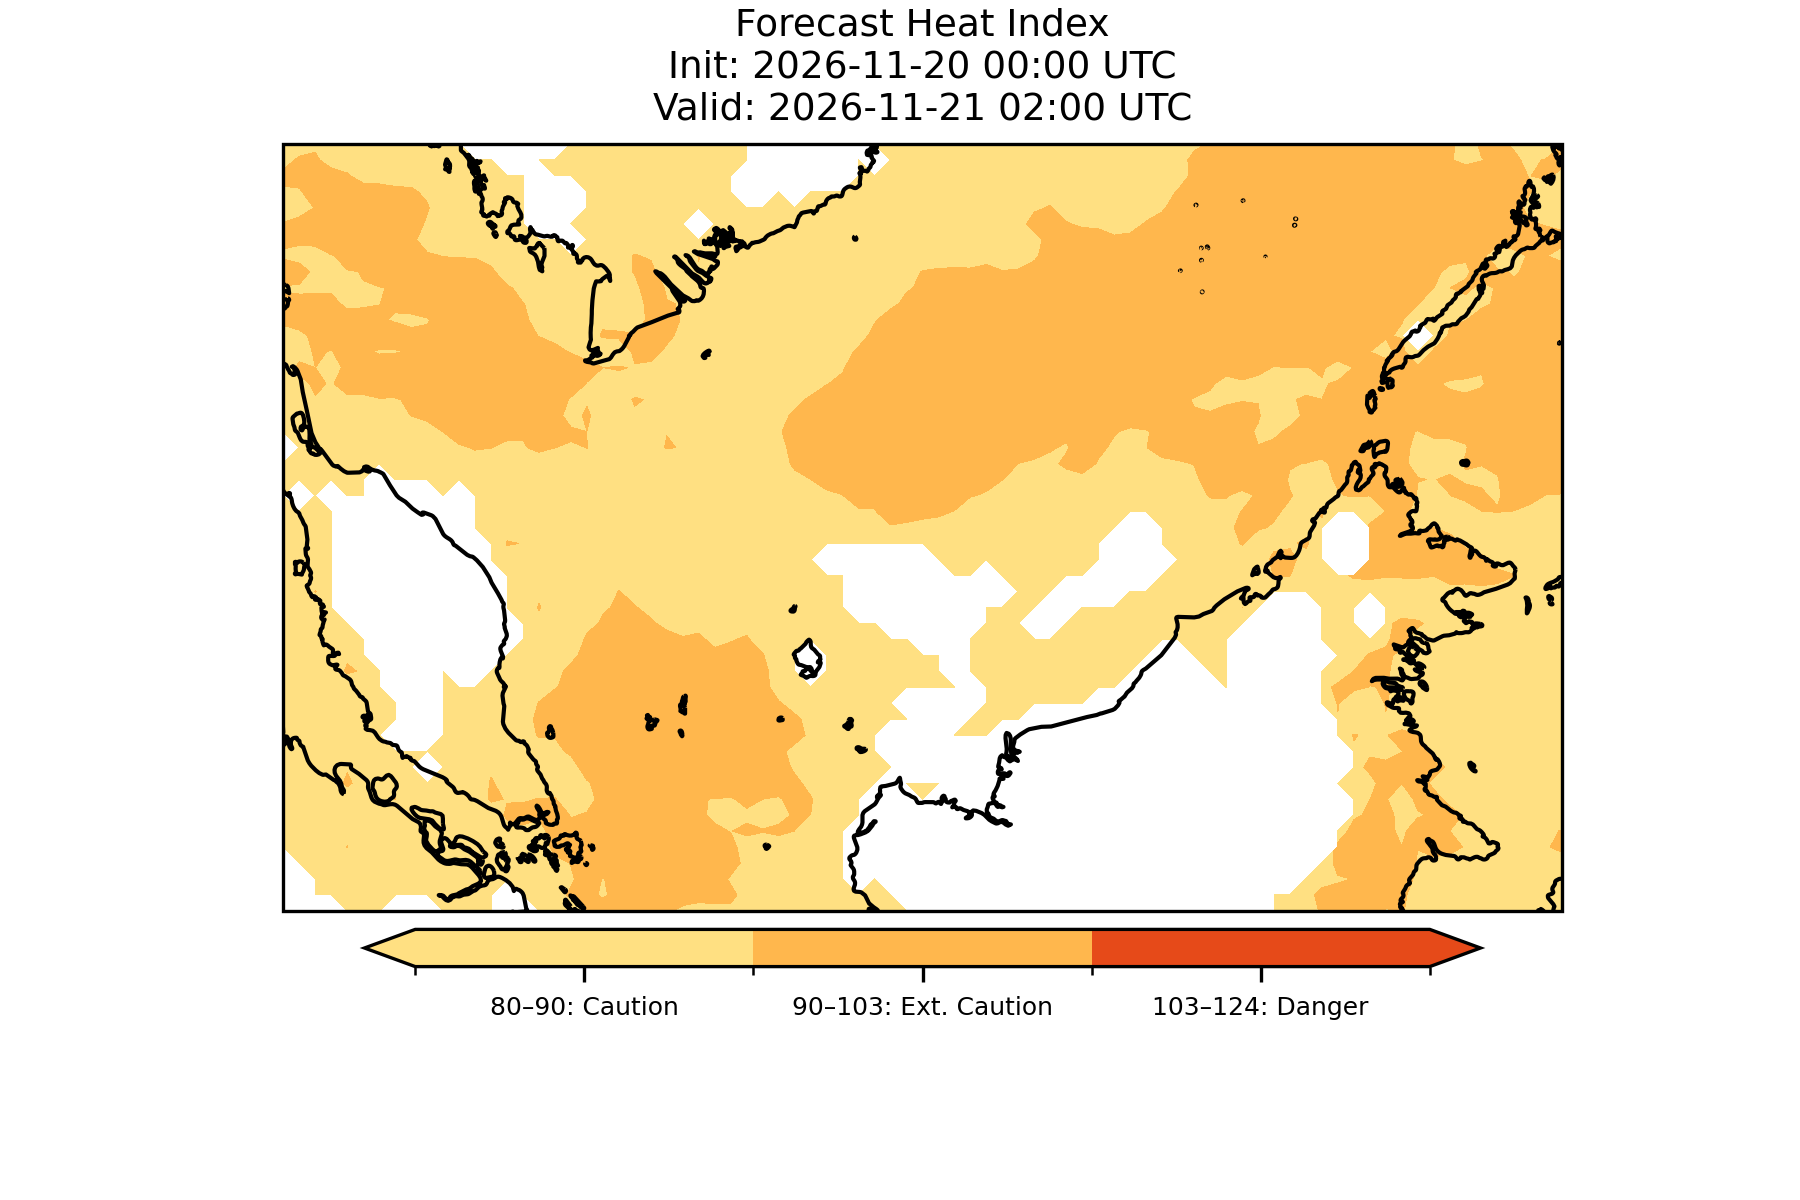 Forecast Heat Index
Init: 2026-11-20 00:00 UTC
Valid: 2026-11-21 02:00 UTC
80–90: Caution
90–103: Ext. Caution
103–124: Danger